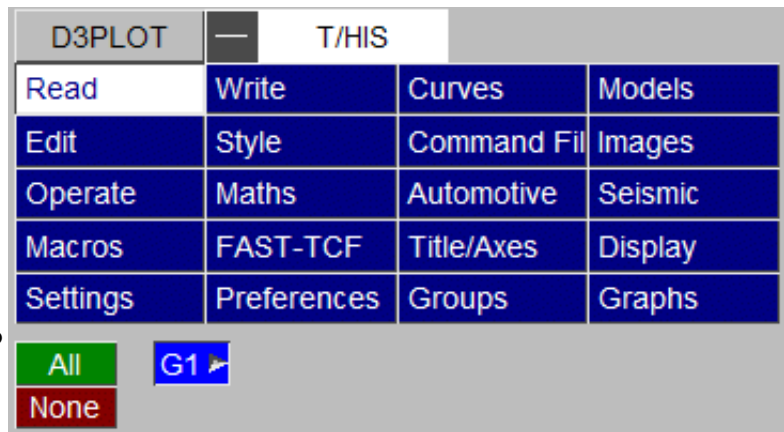 D3PLOT — T/HIS
Read Write Curves Models
Edit Style Command Fil Images
Operate Maths Automotive Seismic
Macros FAST-TCF Title/Axes Display
Settings Preferences Groups Graphs
All G1
None